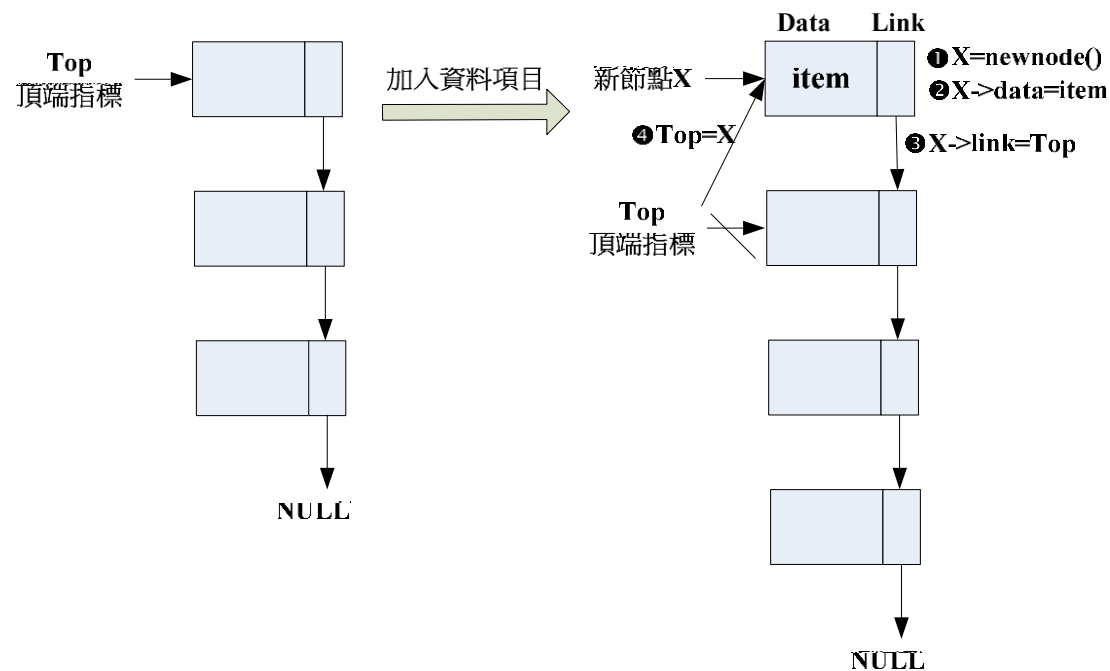 Top
頂端指標
NULL
加入資料項目
Data Link
新節點X
item
❶X=newnode()
❷X->data=item
❸X->link=Top
❹Top=X
Top
頂端指標
NULL